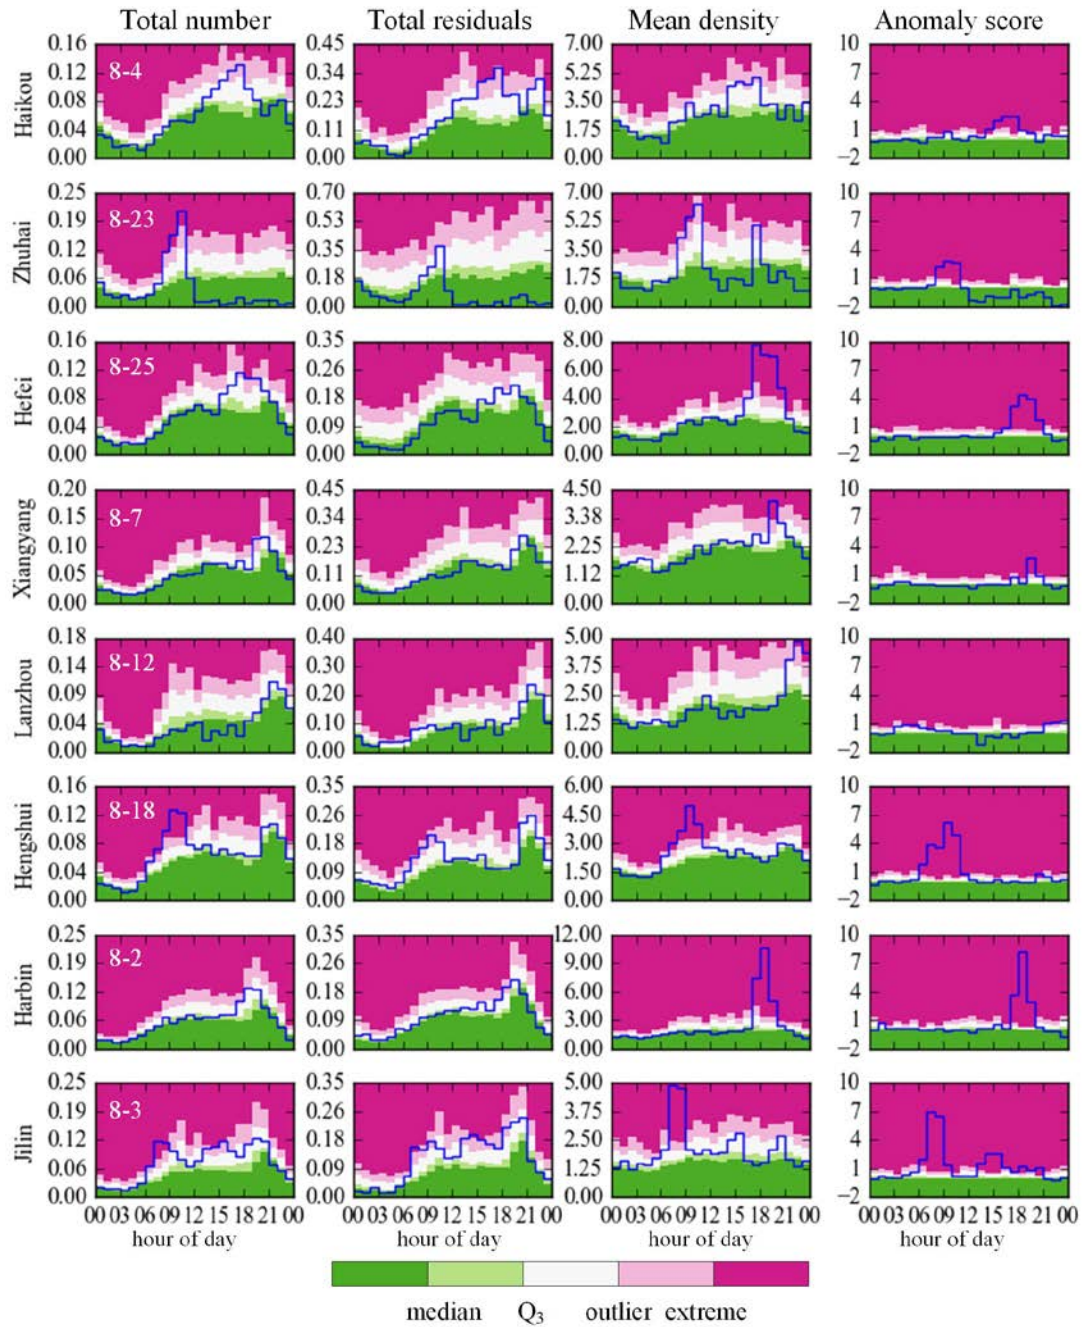 Total number Total residuals Mean density Anomaly score
Haikou
8-4
0.16 0.12 0.08 0.04 0.00
0.45 0.34 0.23 0.11 0.00
7.00 5.25 3.50 1.75 0.00
10 7 4 1 −2
Zhuhai
8-23
0.25 0.19 0.12 0.06 0.00
0.70 0.53 0.35 0.18 0.00
7.00 5.25 3.50 1.75 0.00
10 7 4 1 −2
Hefei
8-25
0.16 0.12 0.08 0.04 0.00
0.35 0.26 0.18 0.09 0.00
8.00 6.00 4.00 2.00 0.00
10 7 4 1 −2
Xiangyang
8-7
0.20 0.15 0.10 0.05 0.00
0.45 0.34 0.23 0.11 0.00
4.50 3.38 2.25 1.12 0.00
10 7 4 1 −2
Lanzhou
8-12
0.18 0.14 0.09 0.04 0.00
0.40 0.30 0.20 0.10 0.00
5.00 3.75 2.50 1.25 0.00
10 7 4 1 −2
Hengshui
8-18
0.16 0.12 0.08 0.04 0.00
0.35 0.26 0.18 0.09 0.00
6.00 4.50 3.00 1.50 0.00
10 7 4 1 −2
Harbin
8-2
0.25 0.19 0.12 0.06 0.00
0.35 0.26 0.18 0.09 0.00
12.00 9.00 6.00 3.00 0.00
10 7 4 1 −2
Jilin
8-3
0.25 0.19 0.12 0.06 0.00
0.35 0.26 0.18 0.09 0.00
5.00 3.75 2.50 1.25 0.00
10 7 4 1 −2
00 03 06 09 12 15 18 21 00 00 03 06 09 12 15 18 21 00 00 03 06 09 12 15 18 21 00 00 03 06 09 12 15 18 21 00
hour of day hour of day hour of day hour of day
median Q₃ outlier extreme